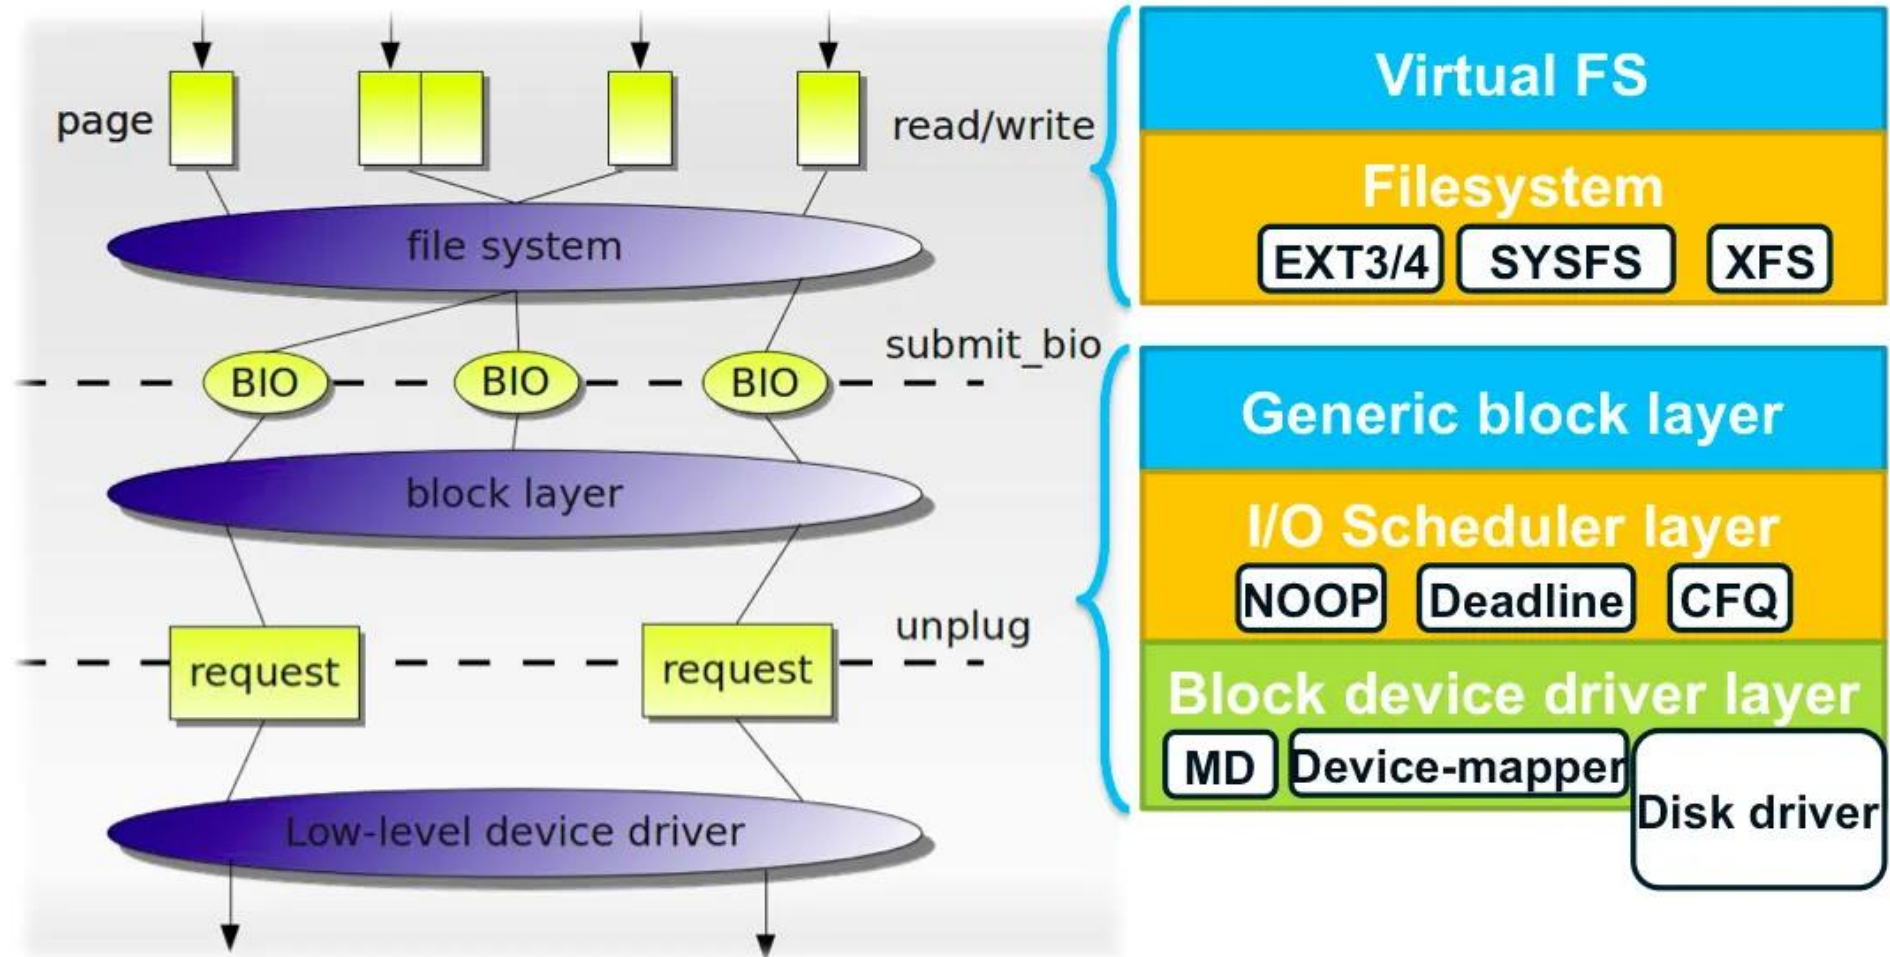 page
read/write
file system
submit_bio
BIO
BIO
BIO
block layer
unplug
request
request
Low-level device driver
Virtual FS
Filesystem
EXT3/4
SYSFS
XFS
Generic block layer
I/O Scheduler layer
NOOP
Deadline
CFQ
Block device driver layer
MD
Device-mapper
Disk driver